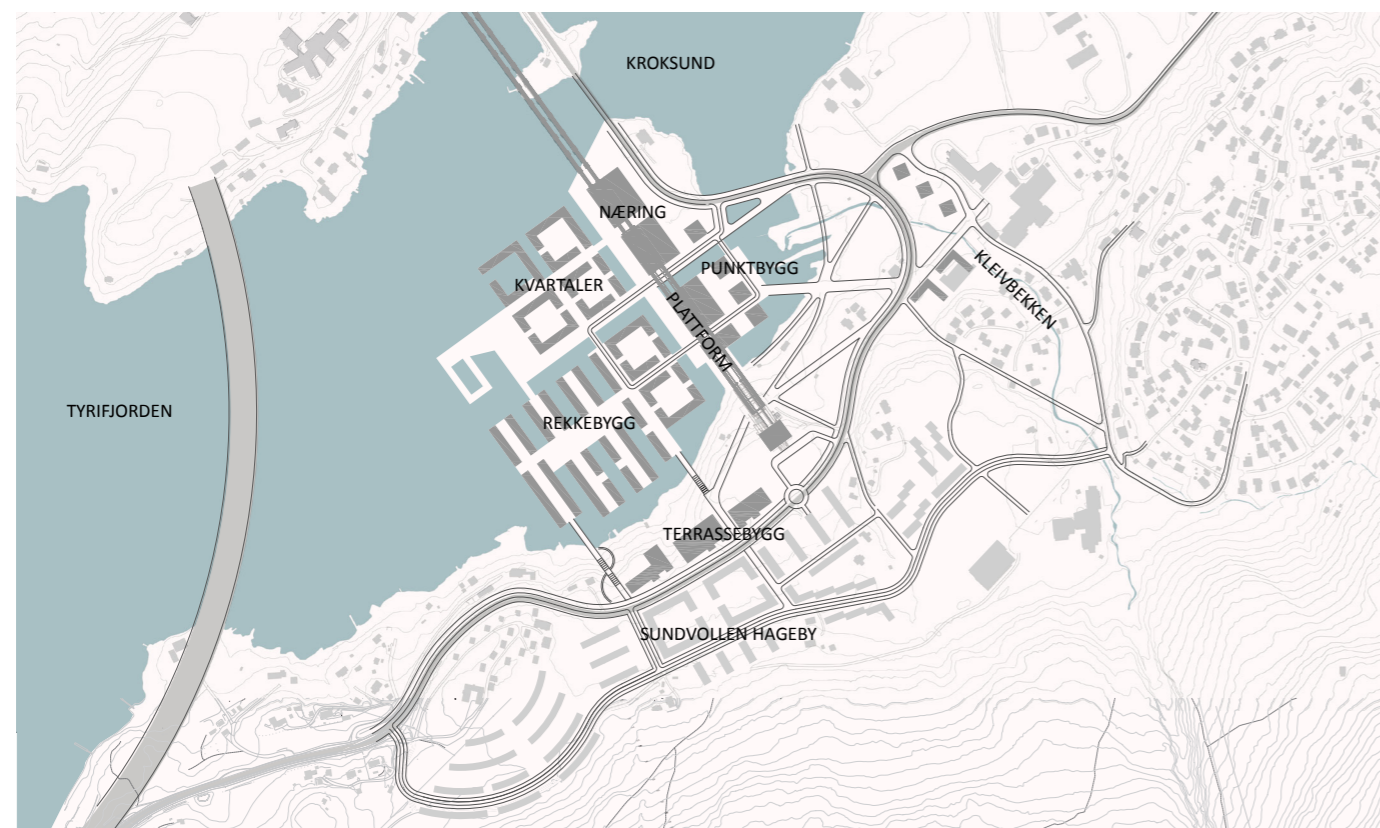 KROKSUND
NÆRING
PUNKTBYGG
KVARTALER
KLEIVBEKKEN
PLATTFORM
TYRIFJORDEN
REKKEBYGG
TERRASSEBYGG
SUNDVOLLEN HAGEBY